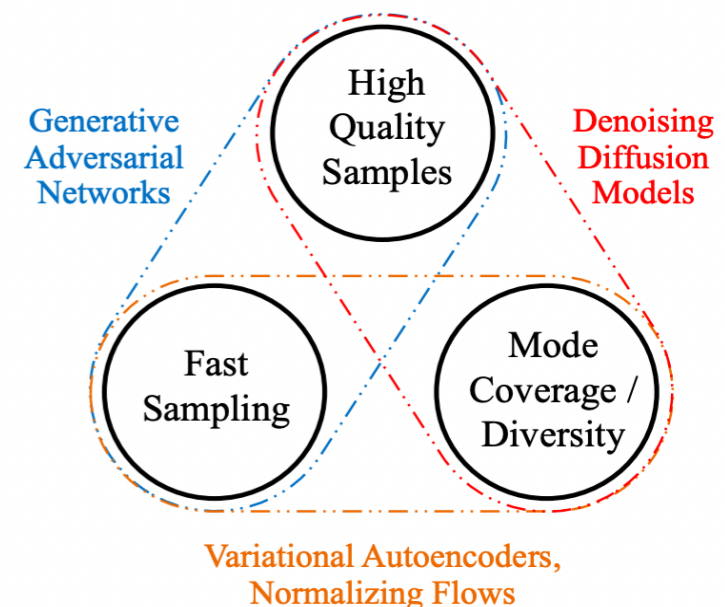 High
Quality
Samples
Generative
Adversarial
Networks
Denoising
Diffusion
Models
Fast
Sampling
Mode
Coverage /
Diversity
Variational Autoencoders,
Normalizing Flows